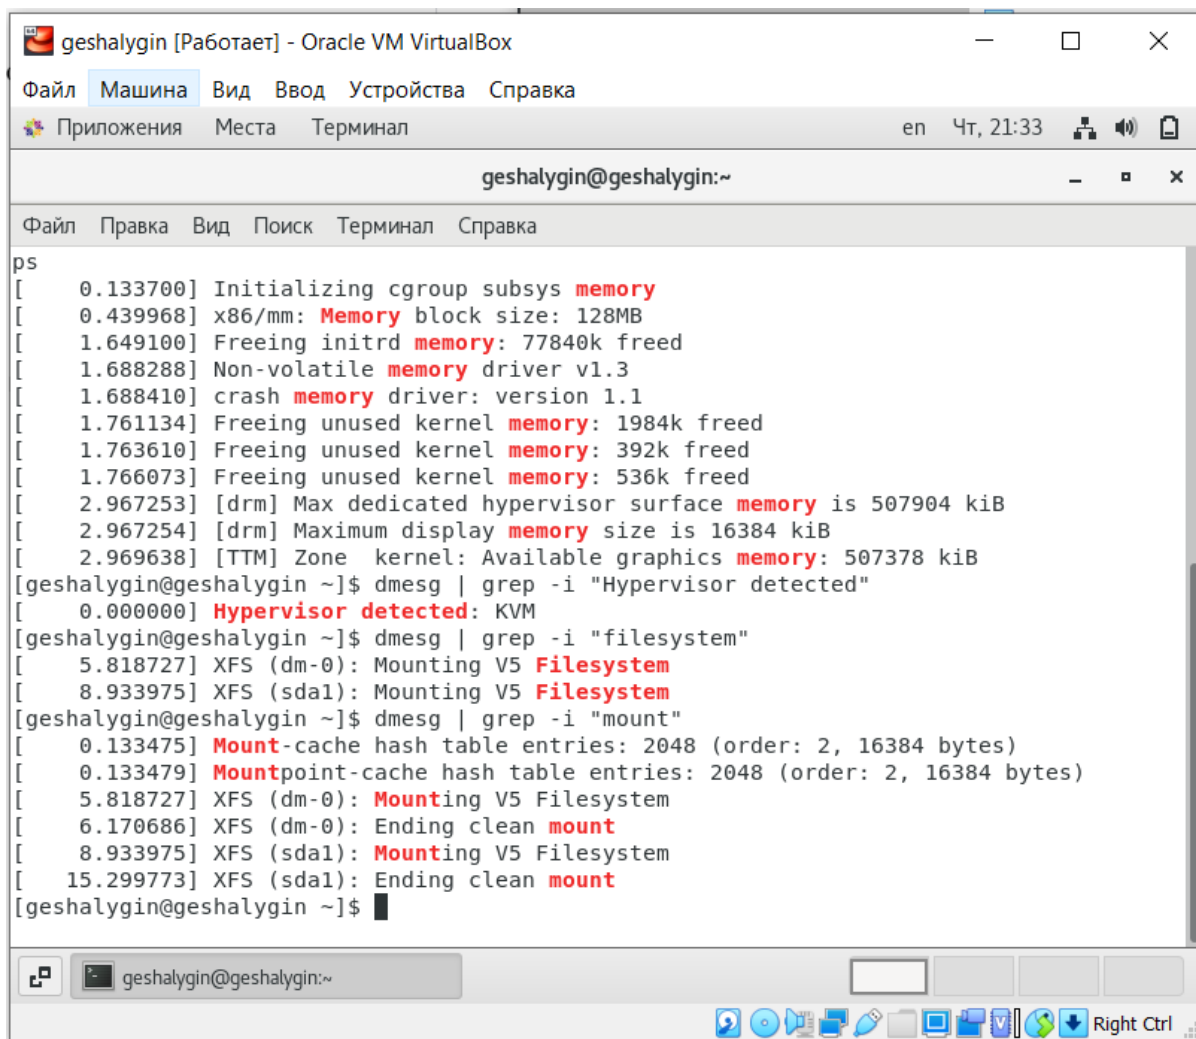 geshalygin [Работает] - Oracle VM VirtualBox
Файл Машина Вид Ввод Устройства Справка
Приложения Места Терминал en Чт, 21:33
geshalygin@geshalygin:~
Файл Правка Вид Поиск Терминал Справка
ps
[    0.133700] Initializing cgroup subsys memory
[    0.439968] x86/mm: Memory block size: 128MB
[    1.649100] Freeing initrd memory: 77840k freed
[    1.688288] Non-volatile memory driver v1.3
[    1.688410] crash memory driver: version 1.1
[    1.761134] Freeing unused kernel memory: 1984k freed
[    1.763610] Freeing unused kernel memory: 392k freed
[    1.766073] Freeing unused kernel memory: 536k freed
[    2.967253] [drm] Max dedicated hypervisor surface memory is 507904 kiB
[    2.967254] [drm] Maximum display memory size is 16384 kiB
[    2.969638] [TTM] Zone  kernel: Available graphics memory: 507378 kiB
[geshalygin@geshalygin ~]$ dmesg | grep -i "Hypervisor detected"
[    0.000000] Hypervisor detected: KVM
[geshalygin@geshalygin ~]$ dmesg | grep -i "filesystem"
[    5.818727] XFS (dm-0): Mounting V5 Filesystem
[    8.933975] XFS (sda1): Mounting V5 Filesystem
[geshalygin@geshalygin ~]$ dmesg | grep -i "mount"
[    0.133475] Mount-cache hash table entries: 2048 (order: 2, 16384 bytes)
[    0.133479] Mountpoint-cache hash table entries: 2048 (order: 2, 16384 bytes)
[    5.818727] XFS (dm-0): Mounting V5 Filesystem
[    6.170686] XFS (dm-0): Ending clean mount
[    8.933975] XFS (sda1): Mounting V5 Filesystem
[   15.299773] XFS (sda1): Ending clean mount
[geshalygin@geshalygin ~]$
geshalygin@geshalygin:~
Right Ctrl